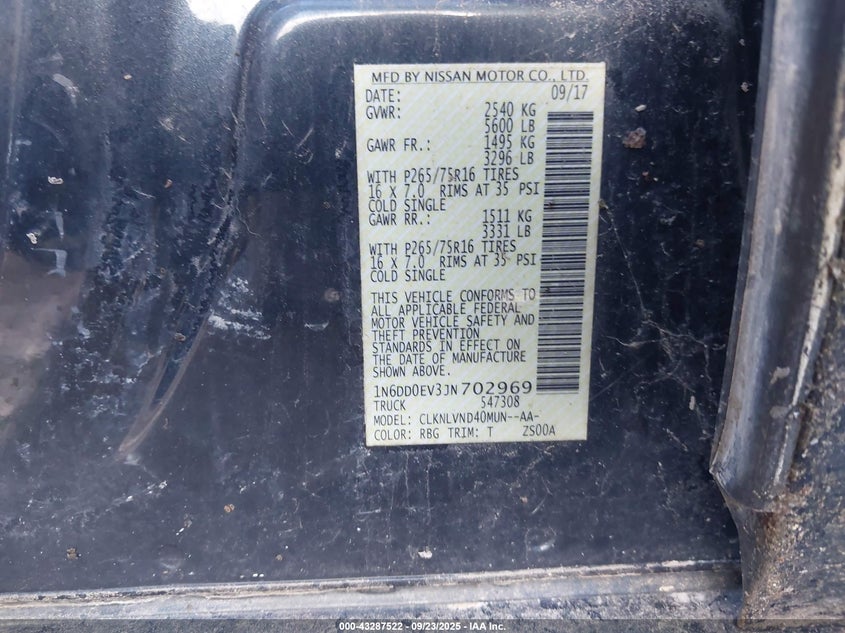 MFD BY NISSAN MOTOR CO., LTD.
DATE: 09/17
GVWR: 2540 KG
5600 LB
GAWR FR.: 1495 KG
3296 LB
WITH P265/75R16 TIRES
16 X 7.0 RIMS AT 35 PSI
COLD SINGLE
GAWR RR.: 1511 KG
3331 LB
WITH P265/75R16 TIRES
16 X 7.0 RIMS AT 35 PSI
COLD SINGLE
THIS VEHICLE CONFORMS TO
ALL APPLICABLE FEDERAL
MOTOR VEHICLE SAFETY AND
THEFT PREVENTION
STANDARDS IN EFFECT ON
THE DATE OF MANUFACTURE
SHOWN ABOVE.
1N6DD0EV3JN702969
TRUCK 547308
MODEL: CLKNLVND40MUN--AA-
COLOR: RBG TRIM: T ZS00A
000-43287522 - 09/23/2025 - IAA Inc.